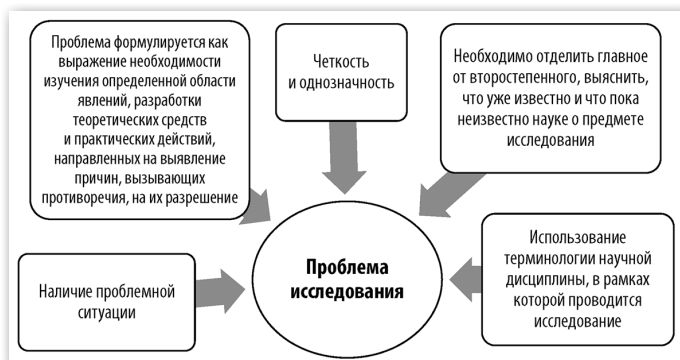 Проблема формулируется как
выражение необходимости
изучения определенной области
явлений, разработки
теоретических средств
и практических действий,
направленных на выявление
причин, вызывающих
противоречия, на их разрешение
Четкость
и однозначность
Необходимо отделить главное
от второстепенного, выяснить,
что уже известно и что пока
неизвестно науке о предмете
исследования
Наличие проблемной
ситуации
Проблема
исследования
Использование
терминологии научной
дисциплины, в рамках
которой проводится
исследование